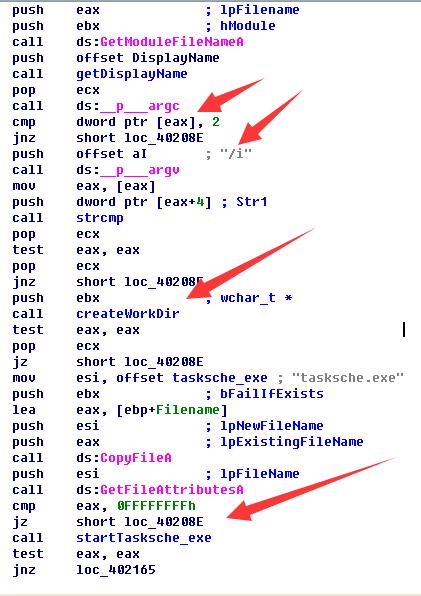 push    eax             ; lpFilename
push    ebx             ; hModule
call    ds:GetModuleFileNameA
push    offset DisplayName
call    getDisplayName
pop     ecx
call    ds:__p___argc
cmp     dword ptr [eax], 2
jnz     short loc_40208E
push    offset aI       ; "/i"
call    ds:__p___argv
mov     eax, [eax]
push    dword ptr [eax+4] ; Str1
call    strcmp
pop     ecx
test    eax, eax
pop     ecx
jnz     short loc_40208E
push    ebx             ; wchar_t *
call    createWorkDir
test    eax, eax
pop     ecx
jz      short loc_40208E
mov     esi, offset tasksche_exe ; "tasksche.exe"
push    ebx             ; bFailIfExists
lea     eax, [ebp+Filename]
push    esi             ; lpNewFileName
push    eax             ; lpExistingFileName
call    ds:CopyFileA
push    esi             ; lpFileName
call    ds:GetFileAttributesA
cmp     eax, 0FFFFFFFFh
jz      short loc_40208E
call    startTasksche_exe
test    eax, eax
jnz     loc_402165